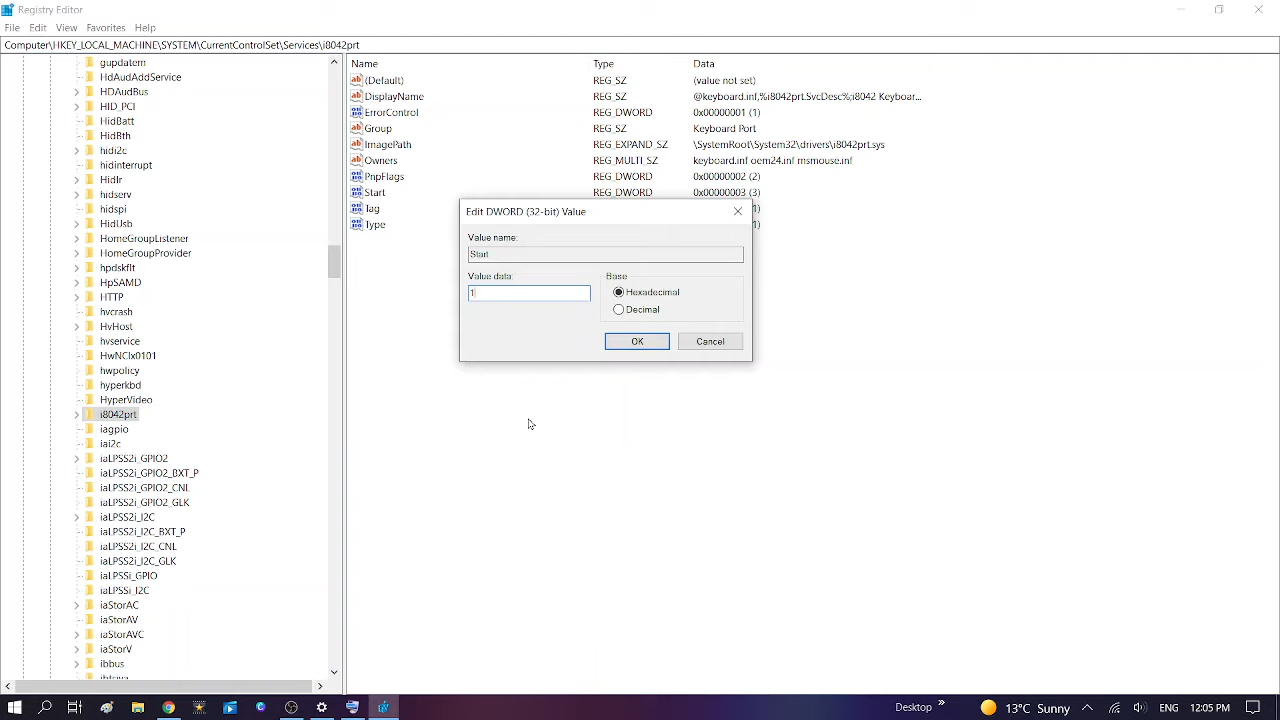 Registry Editor
File Edit View Favorites Help
Computer\HKEY_LOCAL_MACHINE\SYSTEM\CurrentControlSet\Services\i8042prt
gupdatem
HdAudAddService
HDAudBus
HID_PCI
HidBatt
HidBth
hidi2c
hidinterrupt
HidIr
hidserv
hidspi
HidUsb
HomeGroupListener
HomeGroupProvider
hpdskflt
HpSAMD
HTTP
hvcrash
HvHost
hvservice
HwNClx0101
hwpolicy
hyperkbd
HyperVideo
i8042prt
iagpio
iai2c
iaLPSS2i_GPIO2
iaLPSS2i_GPIO2_BXT_P
iaLPSS2i_GPIO2_CNL
iaLPSS2i_GPIO2_GLK
iaLPSS2i_I2C
iaLPSS2i_I2C_BXT_P
iaLPSS2i_I2C_CNL
iaLPSS2i_I2C_GLK
iaLPSSi_GPIO
iaLPSSi_I2C
iaStorAC
iaStorAV
iaStorAVC
iaStorV
ibbus
Name Type Data
(Default) REG_SZ (value not set)
DisplayName REG_SZ @keyboard.inf,%i8042prt.SvcDesc%;i8042 Keyboar...
ErrorControl REG_DWORD 0x00000001 (1)
Group REG_SZ Keyboard Port
ImagePath REG_EXPAND_SZ \SystemRoot\System32\drivers\i8042prt.sys
Owners REG_MULTI_SZ keyboard.inf oem24.inf msmouse.inf
PnpFlags REG_DWORD 0x00000002 (2)
Start REG_DWORD 0x00000003 (3)
Tag 1)
Type 1)
Edit DWORD (32-bit) Value
Value name:
Start
Value data:
1
Base
Hexadecimal
Decimal
OK Cancel
Desktop 13°C Sunny ENG 12:05 PM